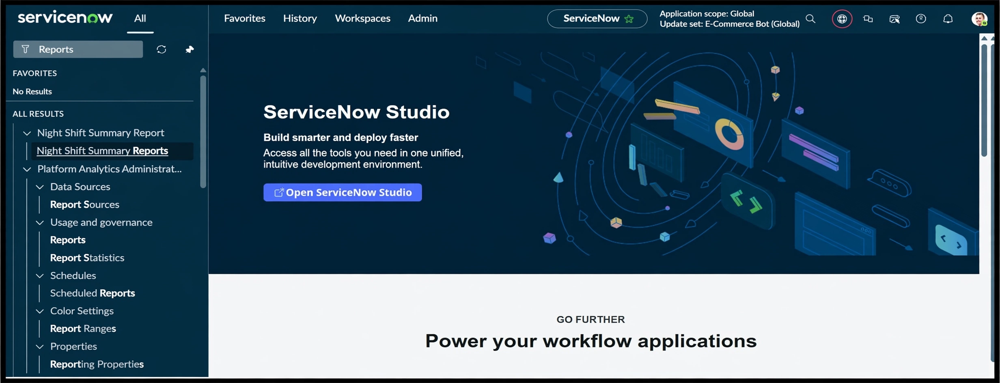 servicenow
All
Favorites
History
Workspaces
Admin
ServiceNow
Application scope: Global
Update set: E-Commerce Bot (Global)
Reports
FAVORITES
No Results
ALL RESULTS
Night Shift Summary Report
Night Shift Summary Reports
Platform Analytics Administrat...
Data Sources
Report Sources
Usage and governance
Reports
Report Statistics
Schedules
Scheduled Reports
Color Settings
Report Ranges
Properties
Reporting Properties
ServiceNow Studio
Build smarter and deploy faster
Access all the tools you need in one unified,
intuitive development environment.
Open ServiceNow Studio
GO FURTHER
Power your workflow applications